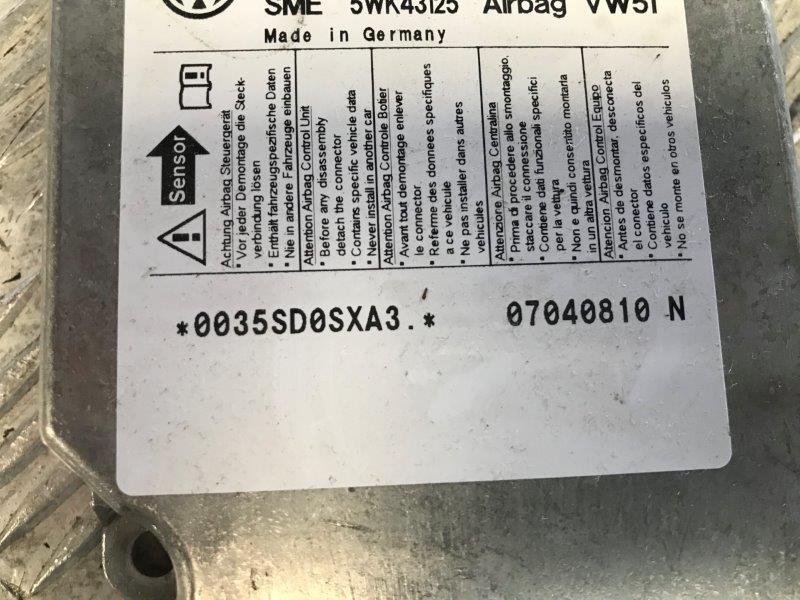 SME 5WK43125 Airbag VW51
Made in Germany
Sensor
Achtung Airbag Steuergerät
* Vor jeder Demontage die Steck-
verbindung lösen
* Enthält fahrzeugspezifische Daten
* Nie in andere Fahrzeuge einbauen
Attention Airbag Control Unit
* Before any disassembly
detach the connector
* Contains specific vehicle data
* Never install in another car
Attention Airbag Controle Botier
* Avant tout demontage enlever
le connector.
* Referme des donnees specifiques
a ce vehicule
* Ne pas installer dans autres
vehicules
Attenzione Airbag Centralina
* Prima di procedere allo smontaggio,
staccare il connessione
* Contiene dati funzionali specifici
per la vettura
* Non e quindi consentito montarla
in un altra vettura
Atencion Airbag Control Equipo
* Antes de desmontar, desconecta
el conector
* Contiene datos específicos del
vehículo
* No se monte en otros vehículos
*0035SD0SXA3.* 07040810 N